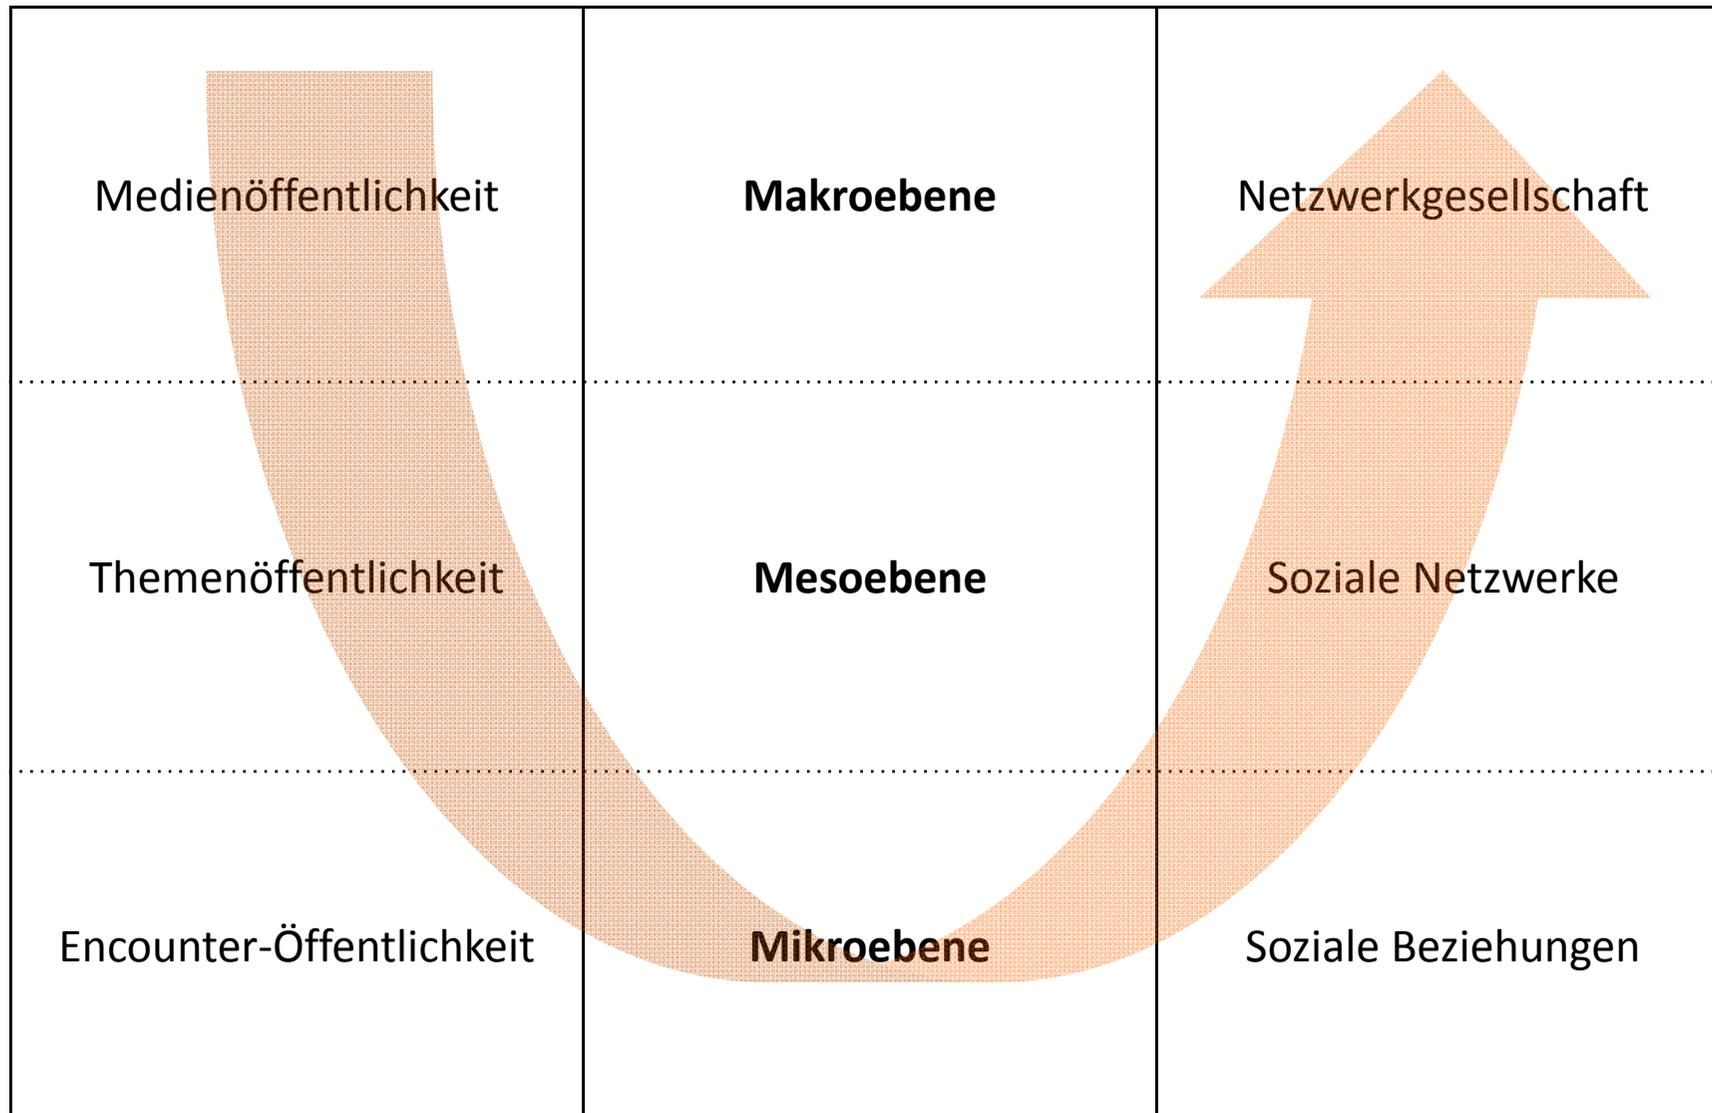 Medienöffentlichkeit
Makroebene
Netzwerkgesellschaft
Themenöffentlichkeit
Mesoebene
Soziale Netzwerke
Encounter-Öffentlichkeit
Mikroebene
Soziale Beziehungen